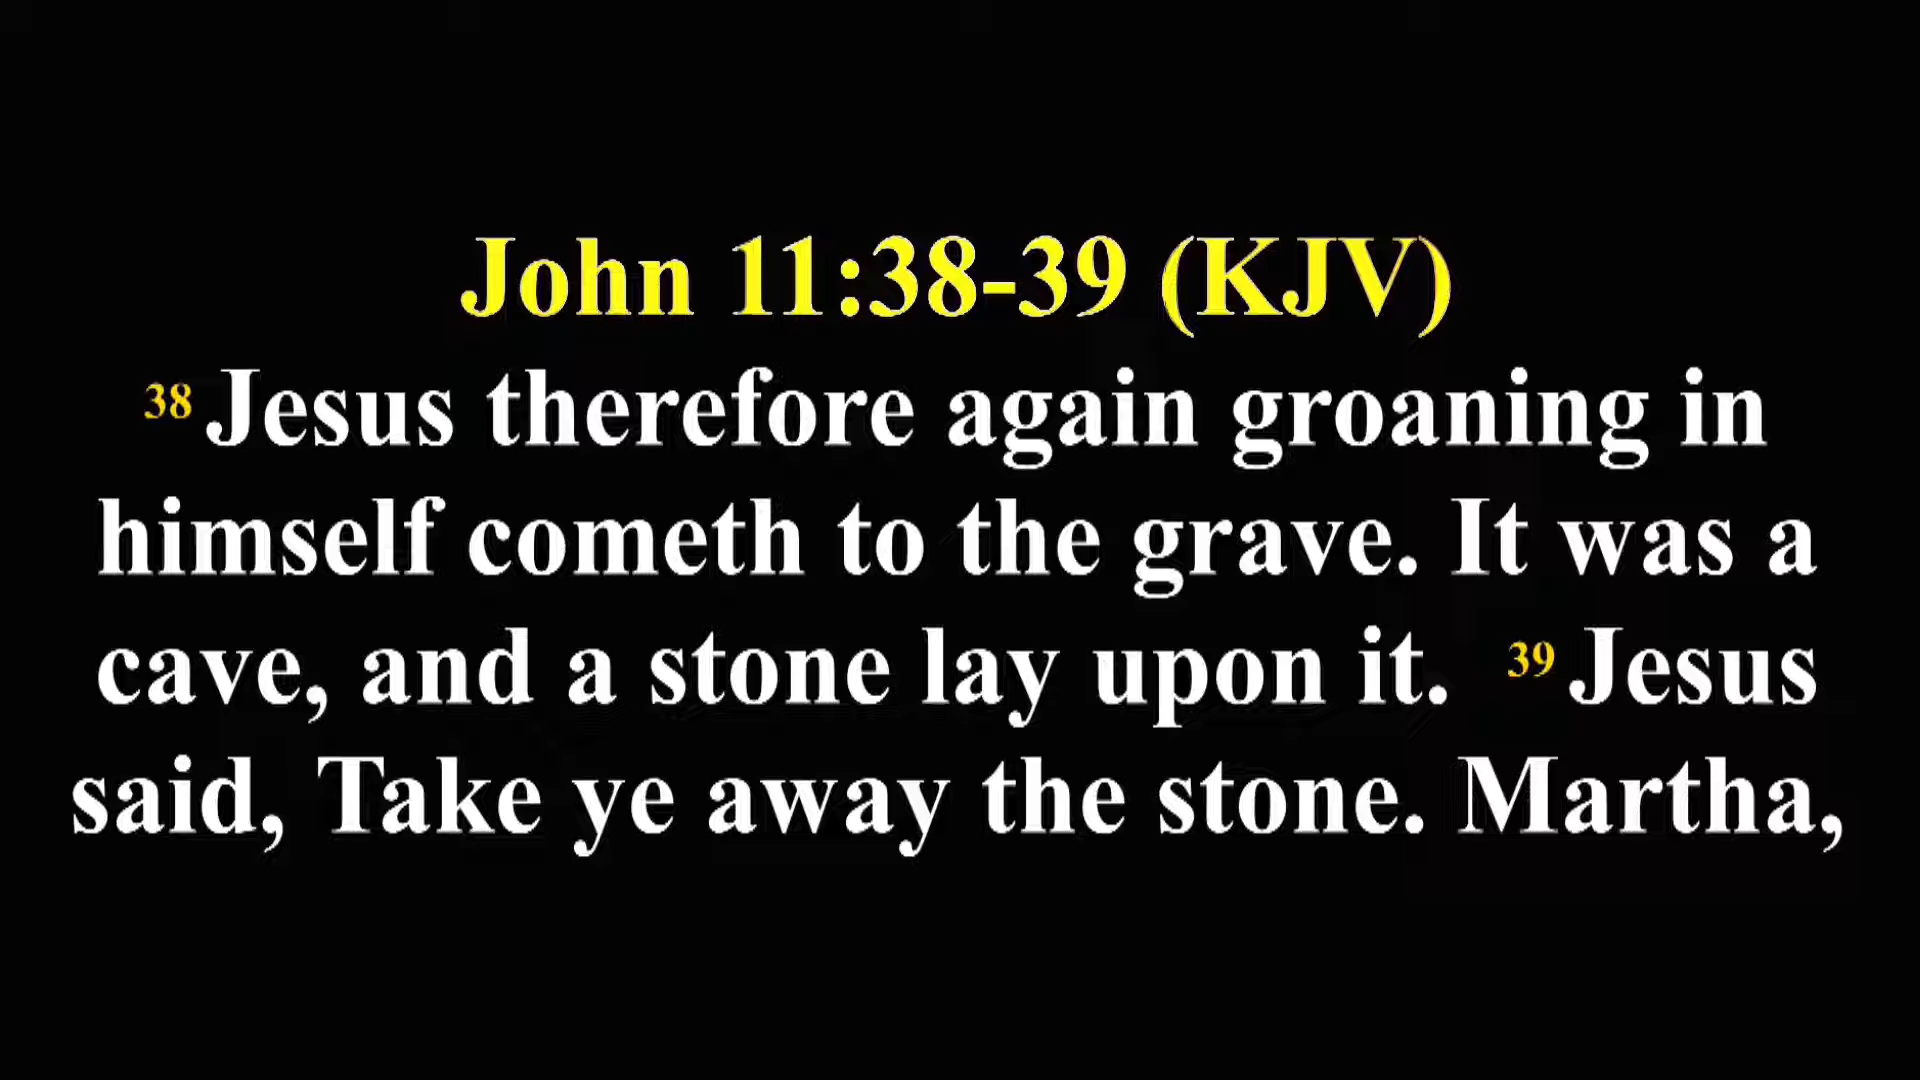 John 11:38-39 (KJV)
38 Jesus therefore again groaning in
himself cometh to the grave. It was a
cave, and a stone lay upon it. 39 Jesus
said, Take ye away the stone. Martha,